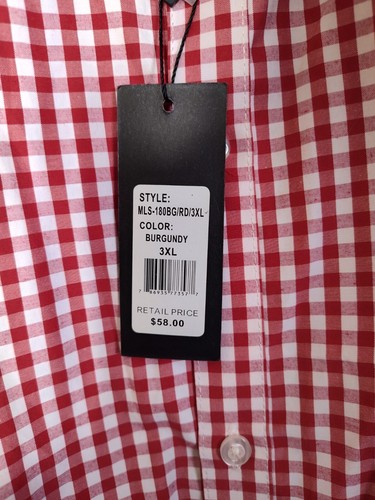 STYLE:
MLS-180BG/RD/3XL
COLOR:
BURGUNDY
3XL
RETAIL PRICE
$58.00